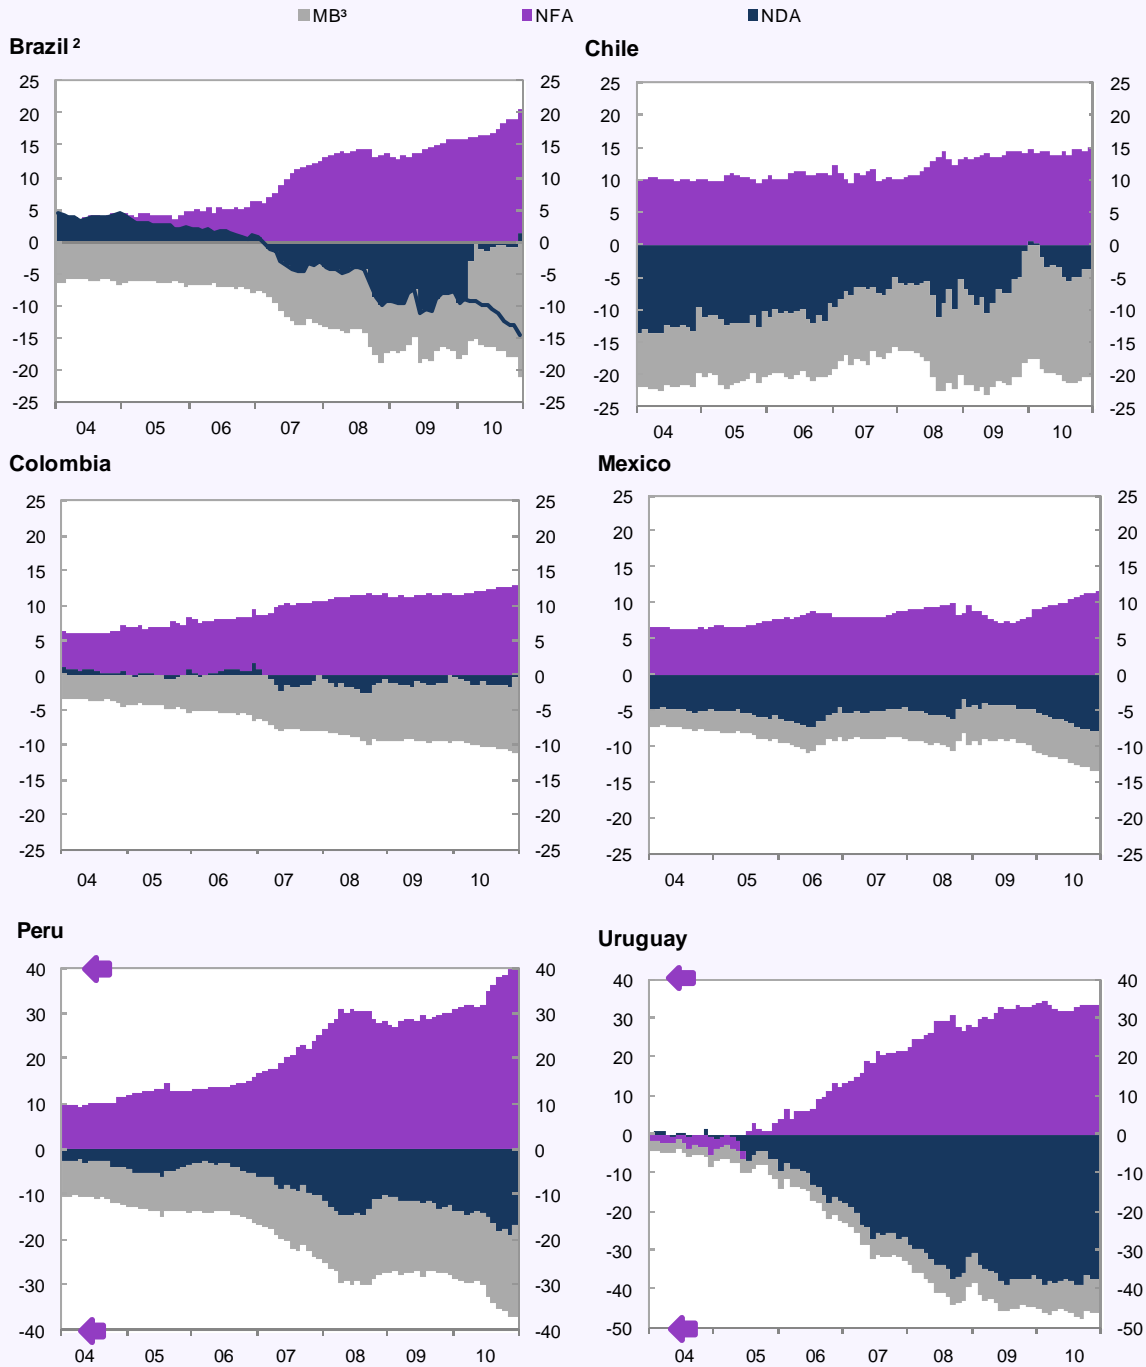 MB³ NFA NDA
Brazil ² Chile
25 25 25 25
20 20 20 20
15 15 15 15
10 10 10 10
5 5 5 5
0 0 0 0
-5 -5 -5 -5
-10 -10 -10 -10
-15 -15 -15 -15
-20 -20 -20 -20
-25 -25 -25 -25
04 05 06 07 08 09 10 04 05 06 07 08 09 10
Colombia Mexico
25 25 25 25
20 20 20 20
15 15 15 15
10 10 10 10
5 5 5 5
0 0 0 0
-5 -5 -5 -5
-10 -10 -10 -10
-15 -15 -15 -15
-20 -20 -20 -20
-25 -25 -25 -25
04 05 06 07 08 09 10 04 05 06 07 08 09 10
Peru Uruguay
40 40 40 40
30 30 30 30
20 20 20 20
10 10 10 10
0 0 0 0
-10 -10 -10 -10
-20 -20 -20 -20
-30 -30 -30 -30
-40 -40 -40 -40
-50 -50
04 05 06 07 08 09 10 04 05 06 07 08 09 10